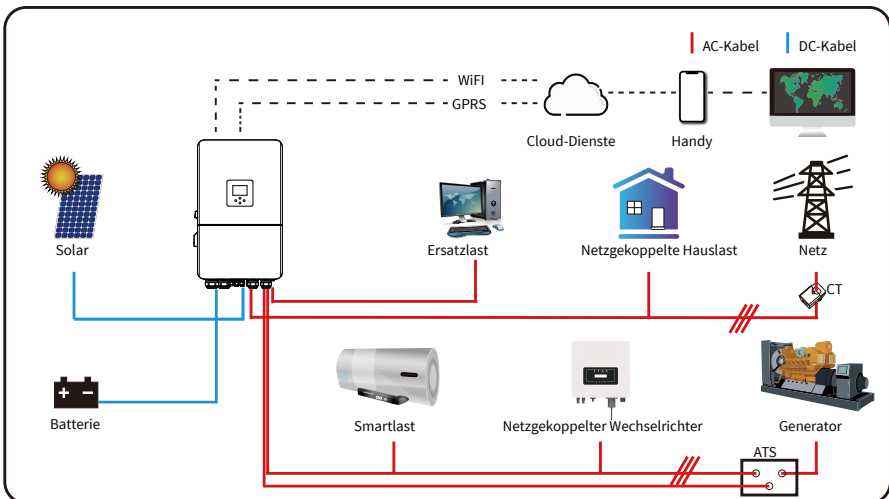 AC-Kabel
DC-Kabel
WiFI
GPRS
Cloud-Dienste
Handy
Solar
Ersatzlast
Netzgekoppelte Hauslast
Netz
CT
Batterie
Smartlast
Netzgekoppelter Wechselrichter
Generator
ATS